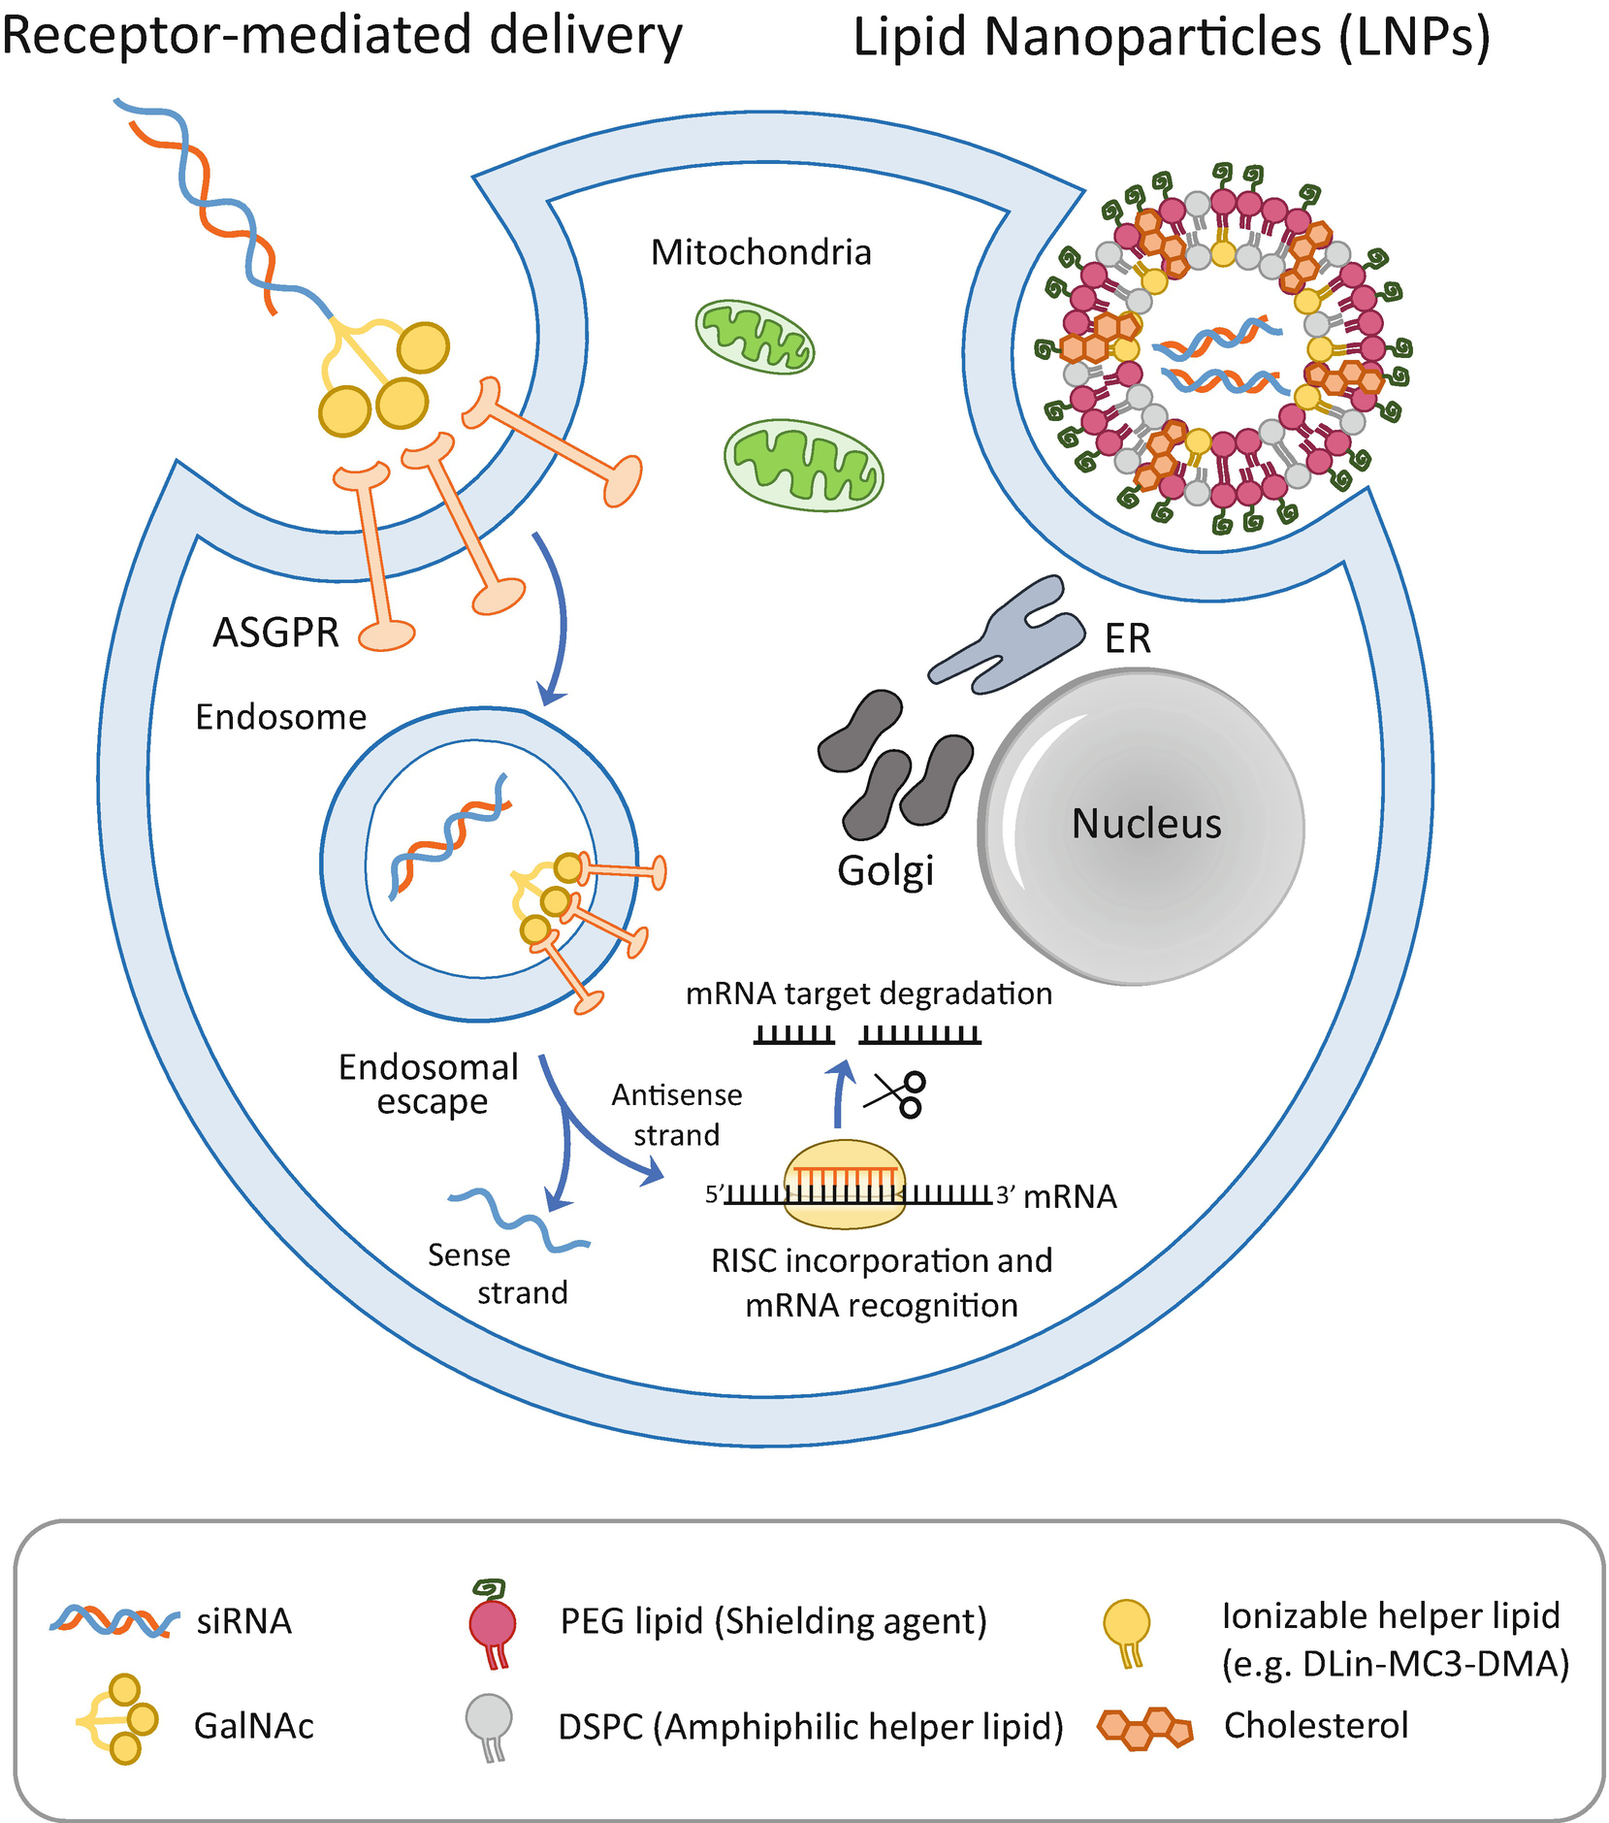 Receptor-mediated delivery
Lipid Nanoparticles (LNPs)
Mitochondria
ASGPR
ER
Endosome
Nucleus
Golgi
mRNA target degradation
Endosomal
escape
Antisense
strand
5’
3’ mRNA
Sense
strand
RISC incorporation and
mRNA recognition
siRNA
PEG lipid (Shielding agent)
Ionizable helper lipid
(e.g. DLin-MC3-DMA)
GalNAc
DSPC (Amphiphilic helper lipid)
Cholesterol